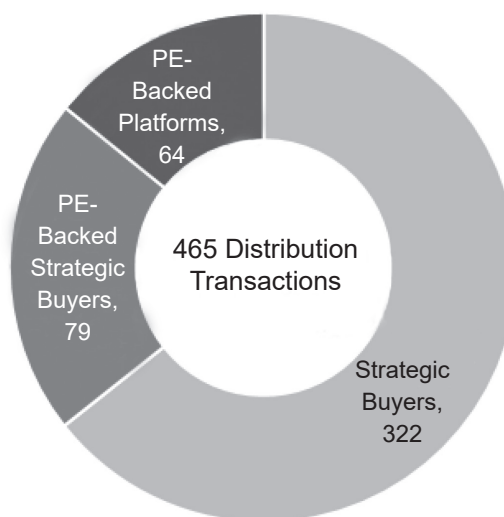 PE-
Backed
Platforms,
64
PE-
Backed
Strategic
Buyers,
79
465 Distribution
Transactions
Strategic
Buyers,
322